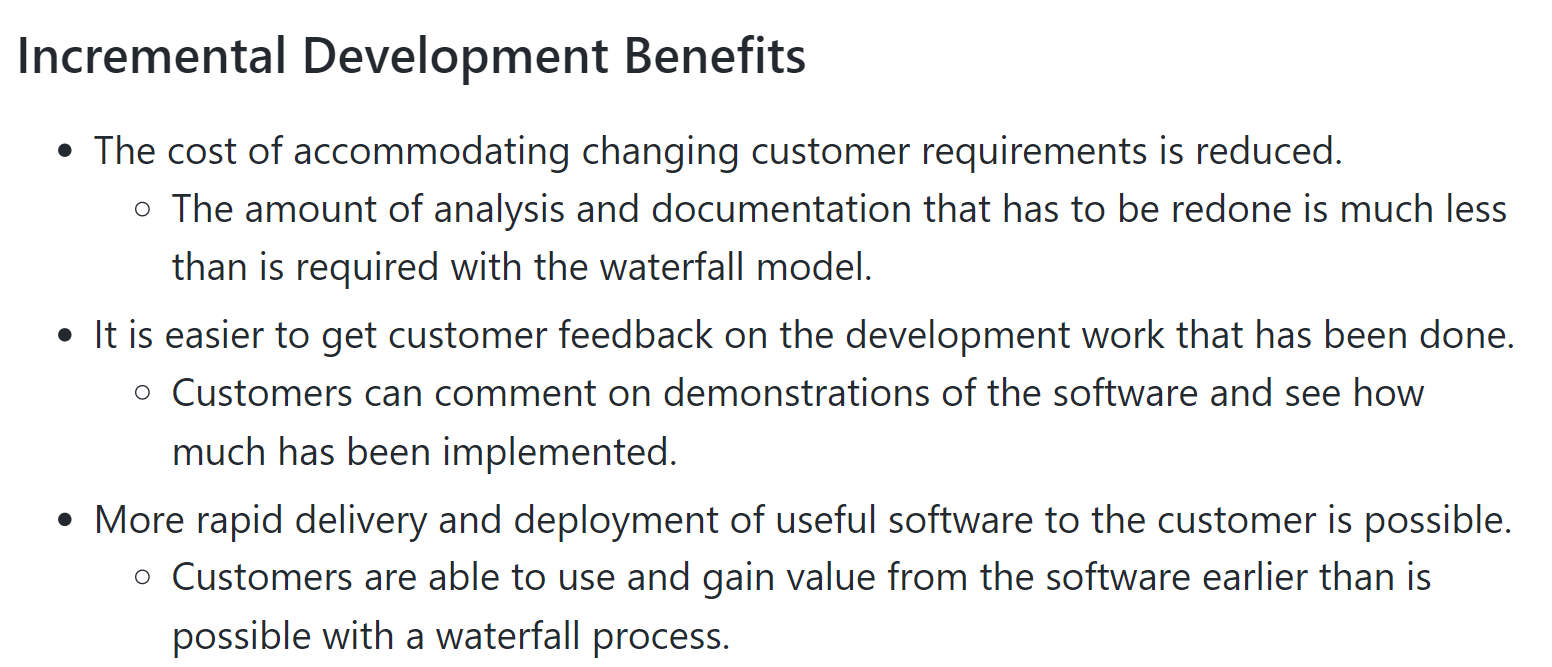 Incremental Development Benefits
• The cost of accommodating changing customer requirements is reduced.
○ The amount of analysis and documentation that has to be redone is much less
than is required with the waterfall model.
• It is easier to get customer feedback on the development work that has been done.
○ Customers can comment on demonstrations of the software and see how
much has been implemented.
• More rapid delivery and deployment of useful software to the customer is possible.
○ Customers are able to use and gain value from the software earlier than is
possible with a waterfall process.